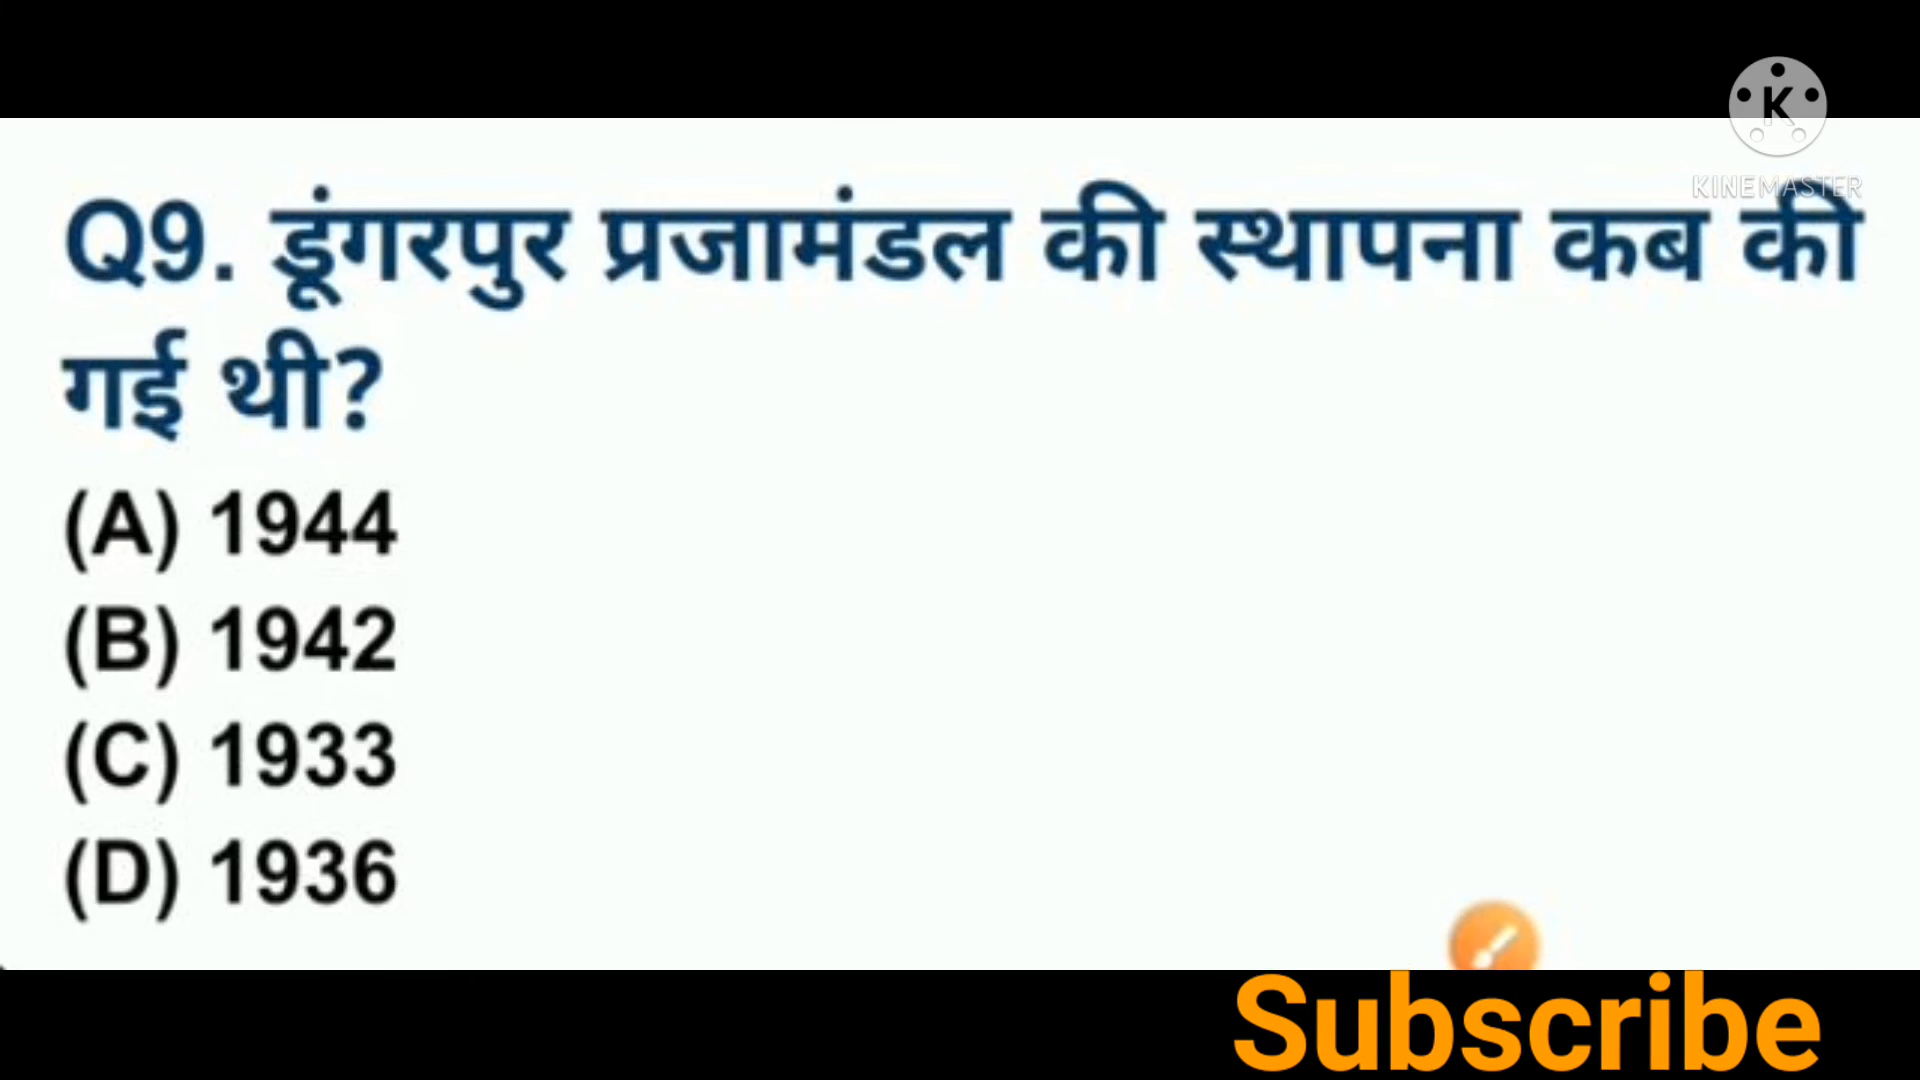 K
KINEMASTER
Q9. डूंगरपुर प्रजामंडल की स्थापना कब की
गई थी?
(A) 1944
(B) 1942
(C) 1933
(D) 1936
Subscribe